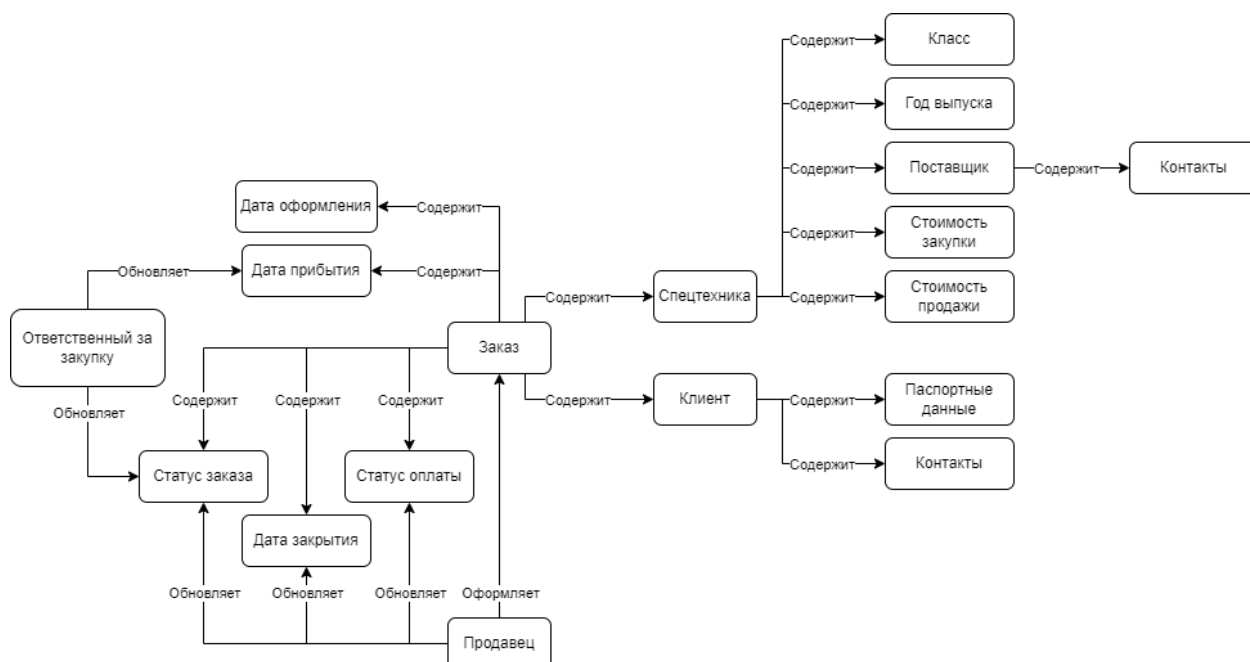 Содержит
Класс
Содержит
Год выпуска
Содержит
Поставщик
Содержит
Контакты
Дата оформления
Содержит
Содержит
Стоимость
закупки
Обновляет
Дата прибытия
Содержит
Содержит
Спецтехника
Содержит
Стоимость
продажи
Ответственный за
закупку
Заказ
Обновляет
Содержит
Содержит
Содержит
Содержит
Клиент
Содержит
Паспортные
данные
Содержит
Контакты
Статус заказа
Статус оплаты
Дата закрытия
Обновляет
Обновляет
Обновляет
Оформляет
Продавец